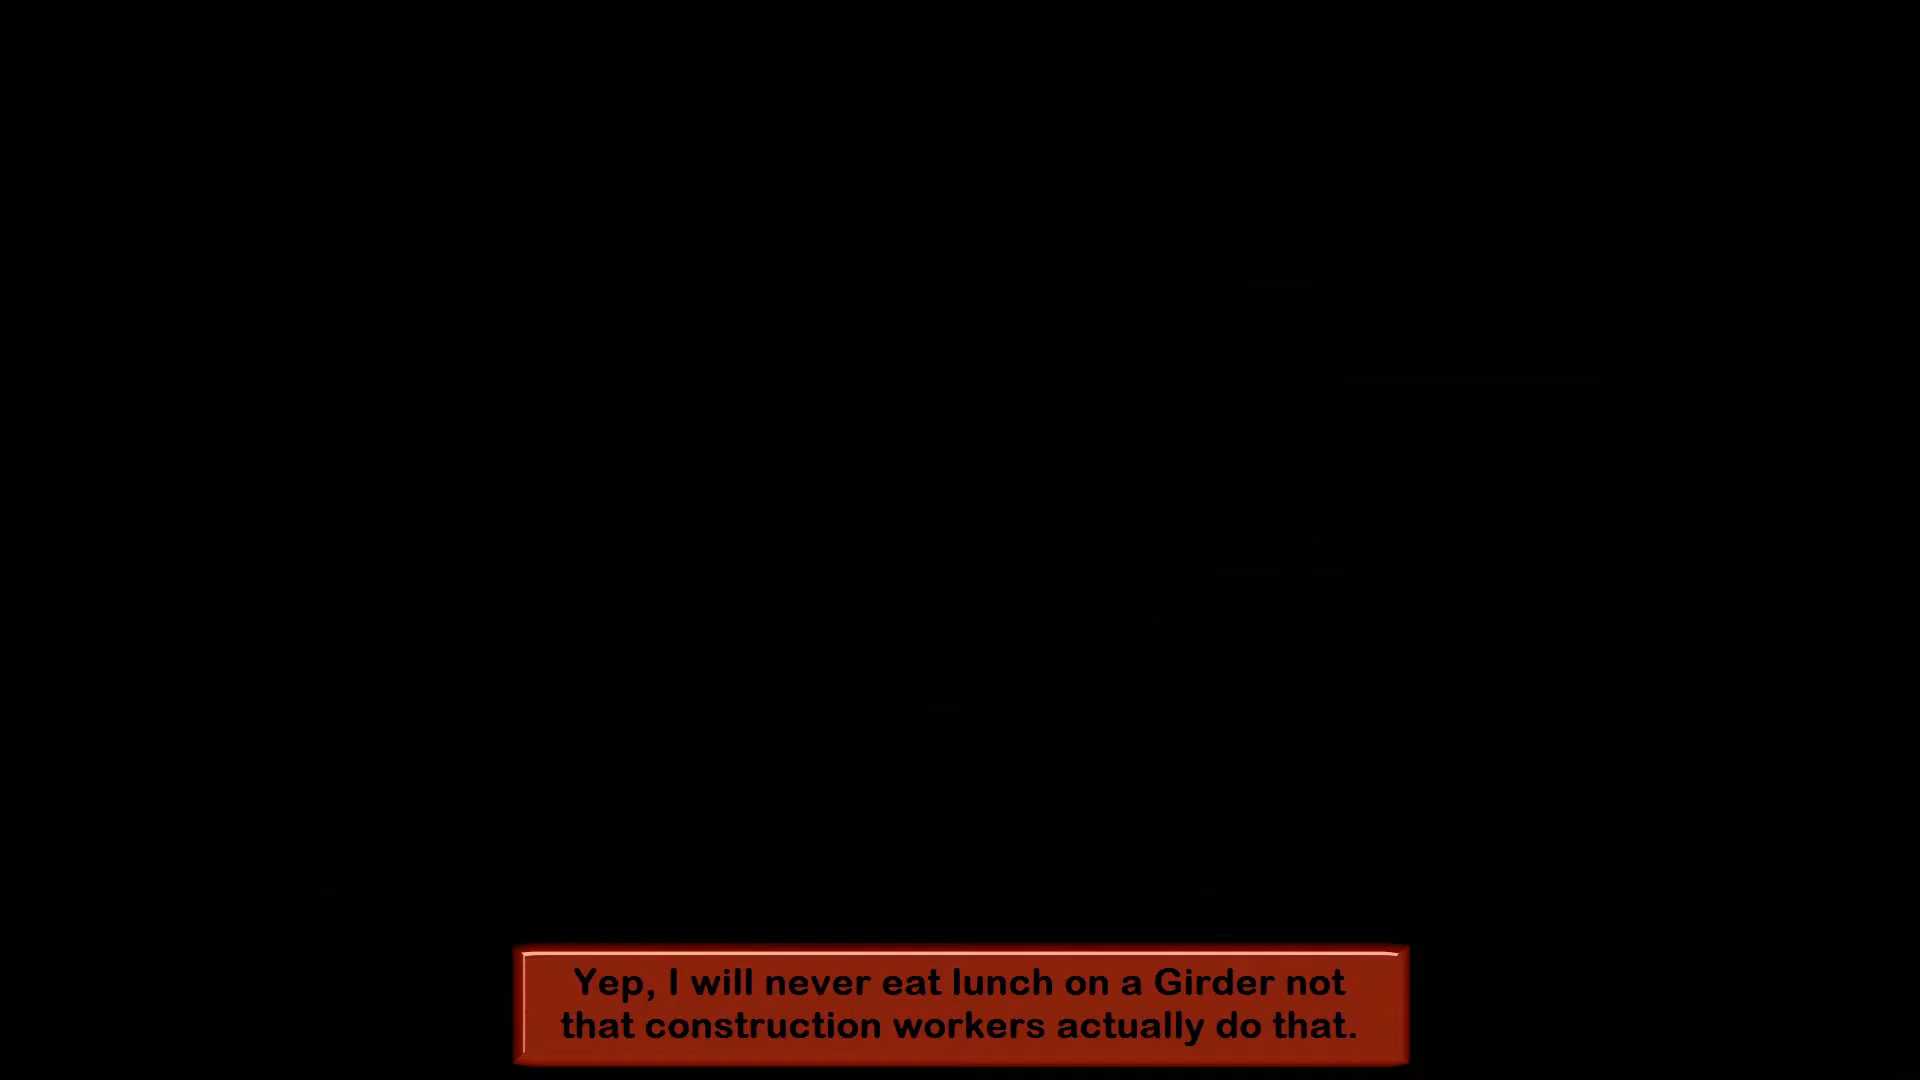 Yep, I will never eat lunch on a Girder not
that construction workers actually do that.